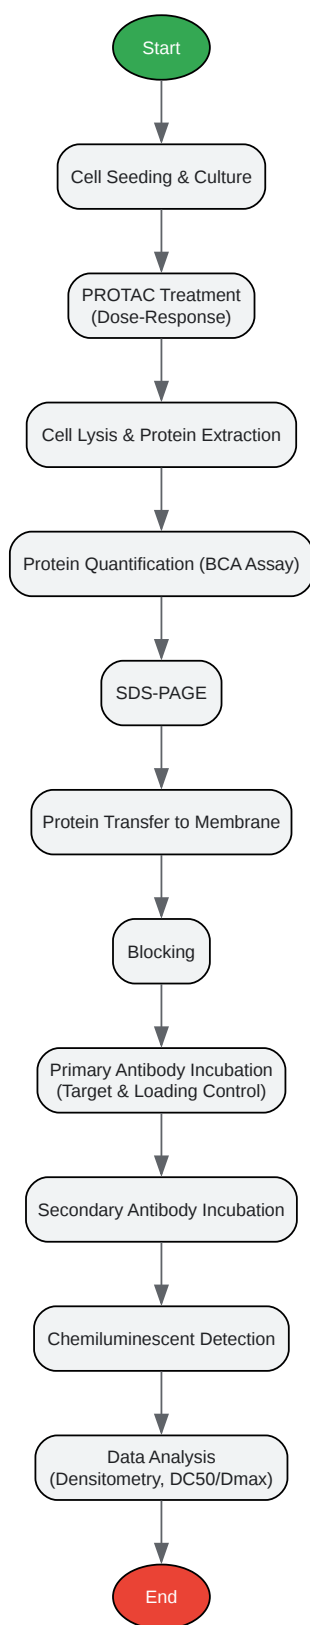 Start
Cell Seeding & Culture
PROTAC Treatment
(Dose-Response)
Cell Lysis & Protein Extraction
Protein Quantification (BCA Assay)
SDS-PAGE
Protein Transfer to Membrane
Blocking
Primary Antibody Incubation
(Target & Loading Control)
Secondary Antibody Incubation
Chemiluminescent Detection
Data Analysis
(Densitometry, DC50/Dmax)
End